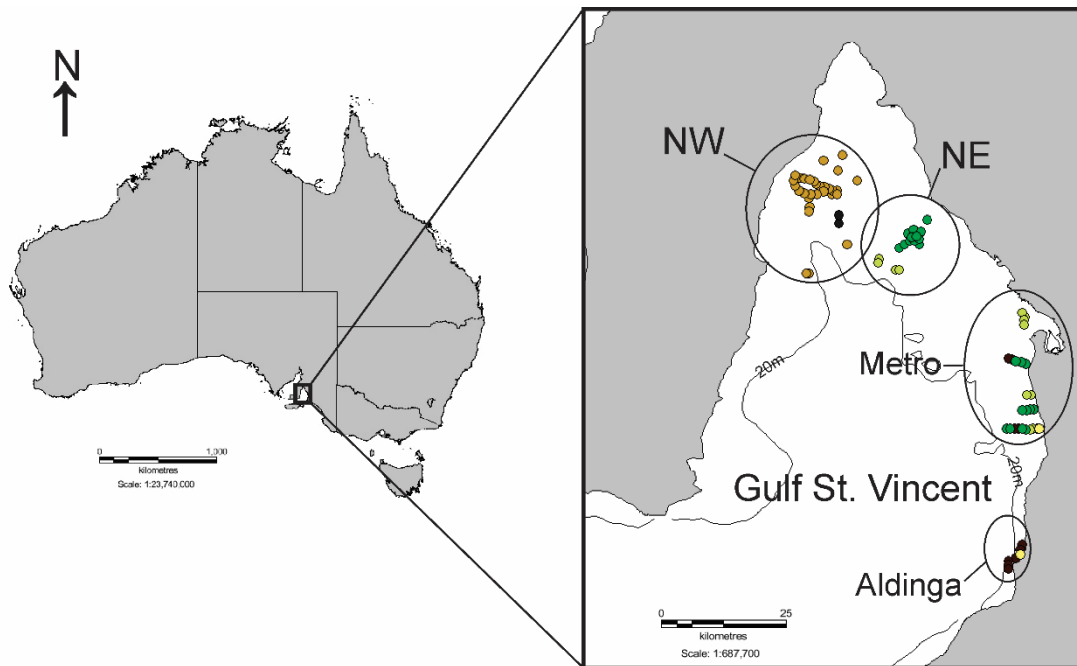 N
0
1,000
kilometres
Scale: 1:23,740,000
NW
NE
20m
Metro
20m
Gulf St. Vincent
Aldinga
0
25
kilometres
Scale: 1:687,700